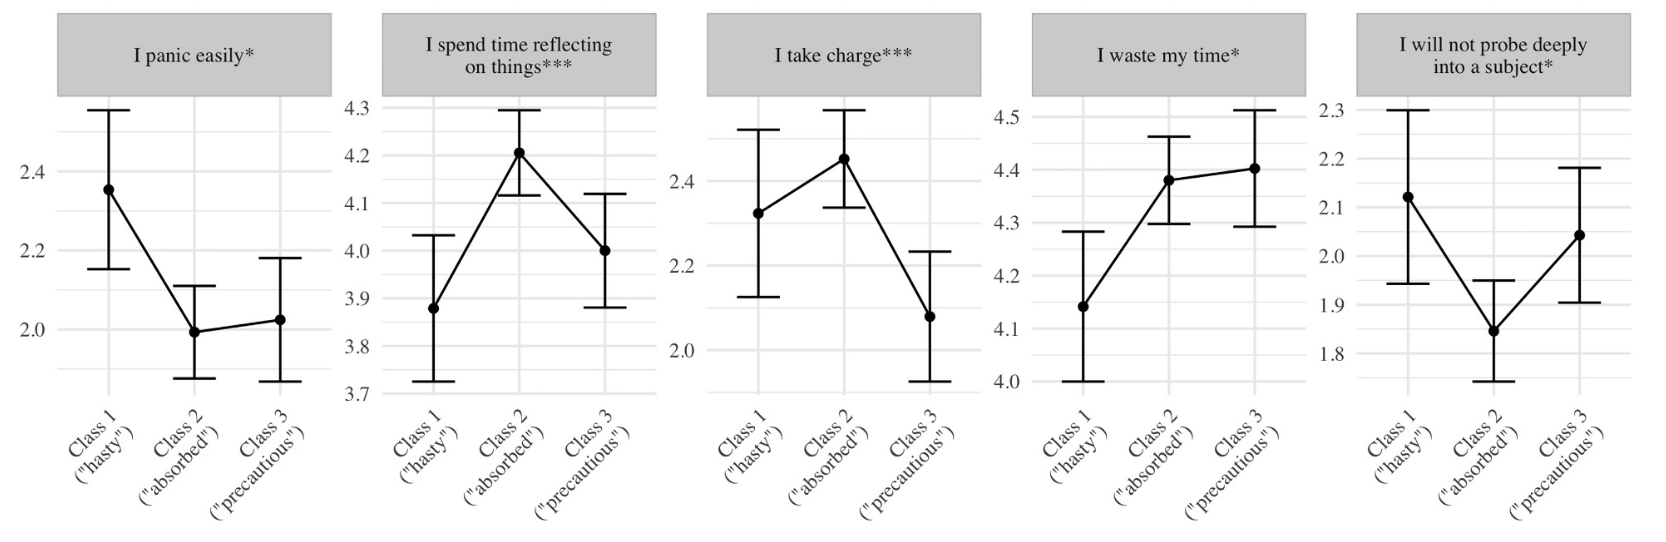 I panic easily*
I spend time reflecting
on things***
I take charge***
I waste my time*
I will not probe deeply
into a subject*
2.4
2.2
2.0
4.3
4.2
4.1
4.0
3.9
3.8
3.7
2.4
2.2
2.0
4.5
4.4
4.3
4.2
4.1
4.0
2.3
2.2
2.1
2.0
1.9
1.8
Class 1
("hasty")
Class 2
("absorbed")
Class 3
("precautious")
Class 1
("hasty")
Class 2
("absorbed")
Class 3
("precautious")
Class 1
("hasty")
Class 2
("absorbed")
Class 3
("precautious")
Class 1
("hasty")
Class 2
("absorbed")
Class 3
("precautious")
Class 1
("hasty")
Class 2
("absorbed")
Class 3
("precautious")